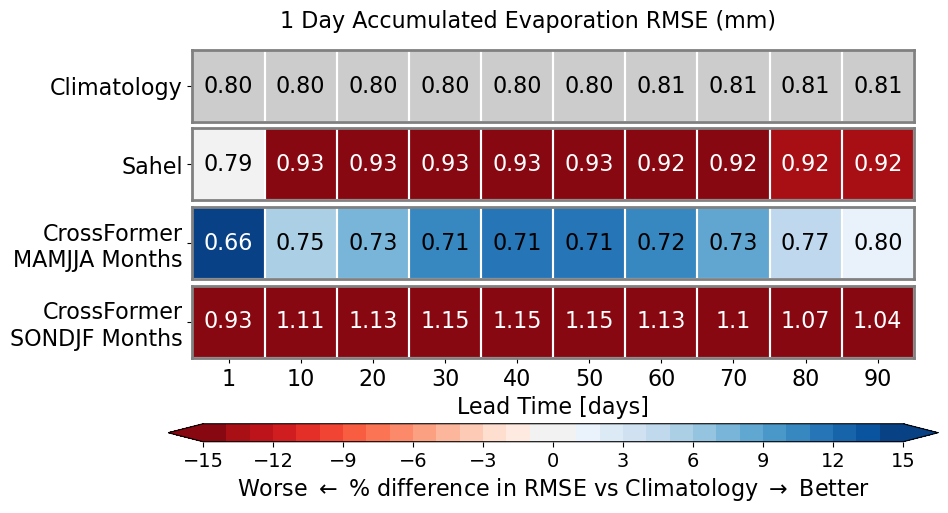 1 Day Accumulated Evaporation RMSE (mm)
Climatology 0.80 0.80 0.80 0.80 0.80 0.80 0.81 0.81 0.81 0.81
Sahel 0.79 0.93 0.93 0.93 0.93 0.93 0.92 0.92 0.92 0.92
CrossFormer
MAMJJA Months 0.66 0.75 0.73 0.71 0.71 0.71 0.72 0.73 0.77 0.80
CrossFormer
SONDJF Months 0.93 1.11 1.13 1.15 1.15 1.15 1.13 1.1 1.07 1.04
1 10 20 30 40 50 60 70 80 90
Lead Time [days]
−15 −12 −9 −6 −3 0 3 6 9 12 15
Worse ← % difference in RMSE vs Climatology → Better